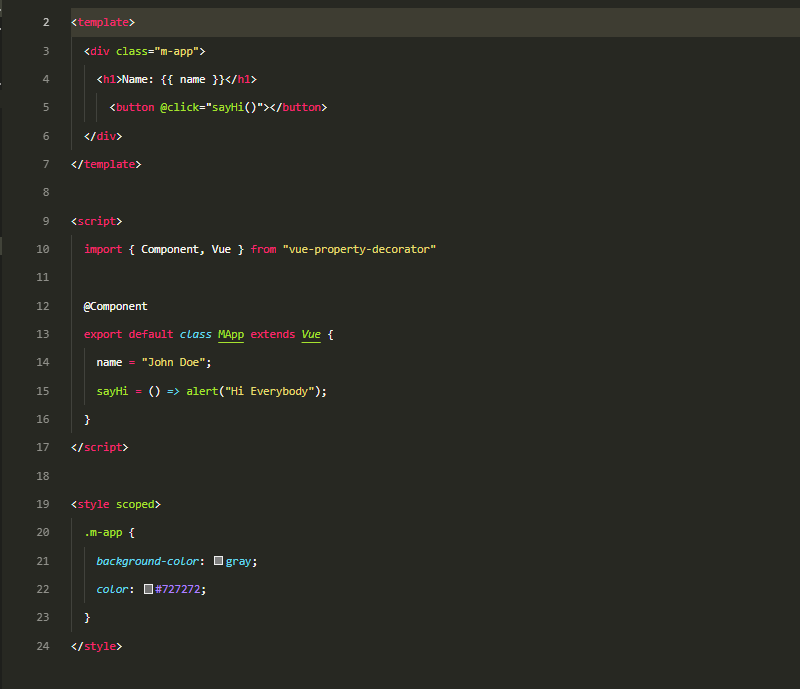 2 <template>
3 <div class="m-app">
4 <h1>Name: {{ name }}</h1>
5 <button @click="sayHi()"></button>
6 </div>
7 </template>
8
9 <script>
10 import { Component, Vue } from "vue-property-decorator"
11
12 @Component
13 export default class MApp extends Vue {
14 name = "John Doe";
15 sayHi = () => alert("Hi Everybody");
16 }
17 </script>
18
19 <style scoped>
20 .m-app {
21 background-color: gray;
22 color: #727272;
23 }
24 </style>